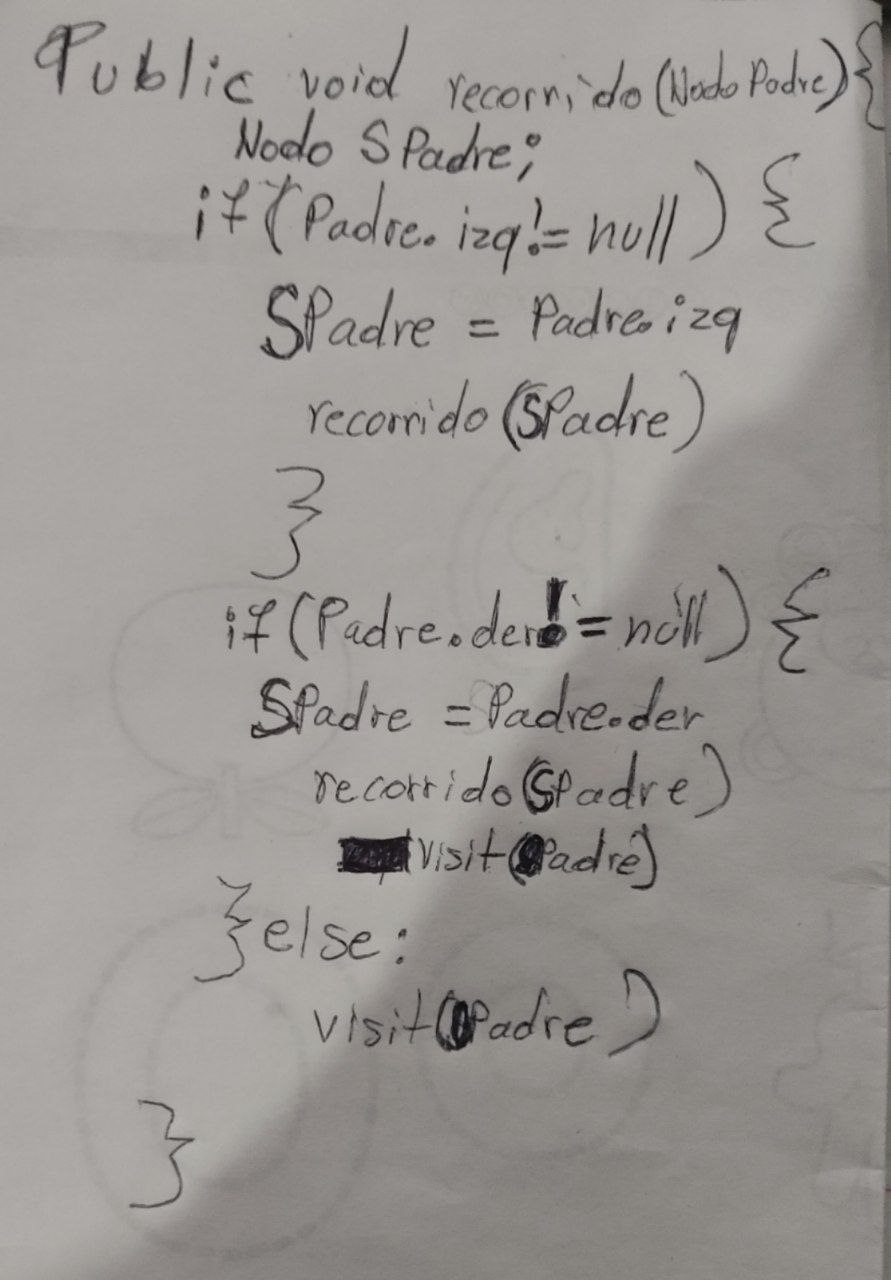 Public void recorrido(Nodo Padre){
Nodo SPadre;
if(Padre.izq!=null){
SPadre = Padre.izq
recorrido(SPadre)
}
if(Padre.der!=null){
SPadre = Padre.der
recorrido(SPadre)
visit(Padre)
}else:
visit(Padre)
}